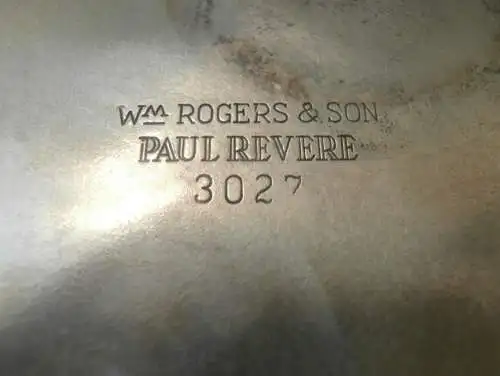 Wm ROGERS & SON
PAUL REVERE
3027